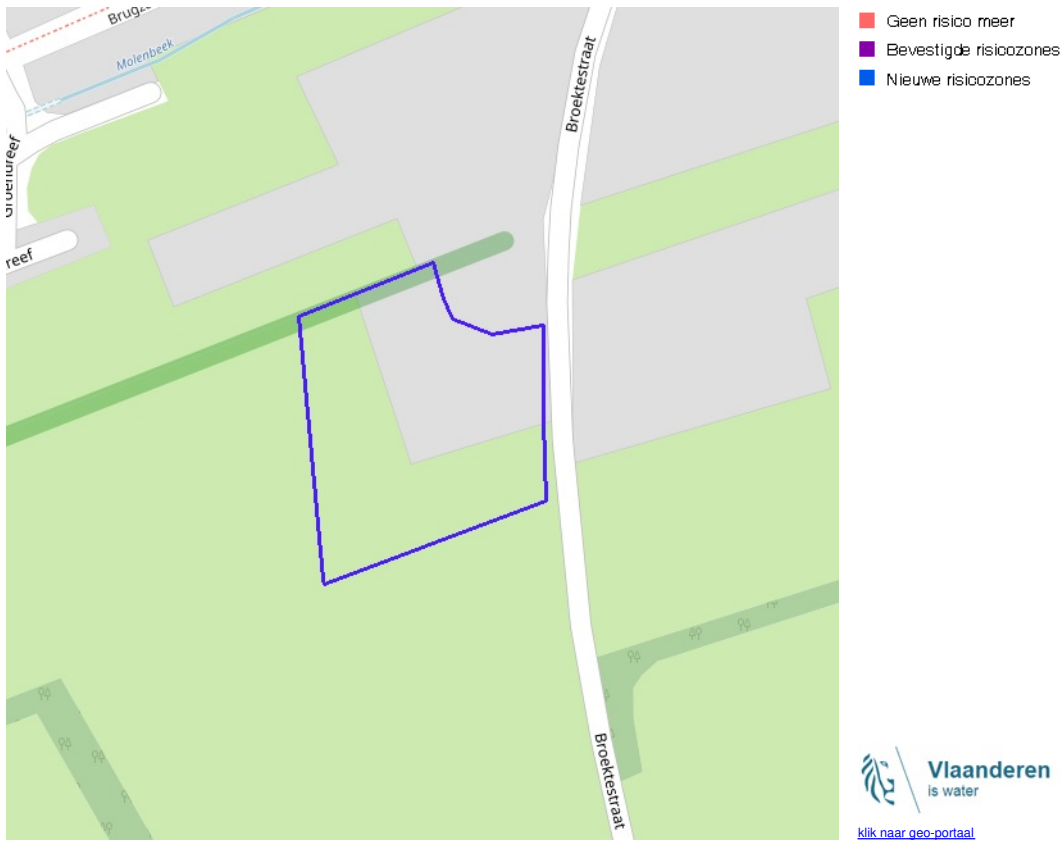 Brugze
Molenbeek
Groendreef
reef
Broektestraat
Broektestraat
Geen risico meer
Bevestigde risicozones
Nieuwe risicozones
Vlaanderen
is water
klik naar geo-portaal